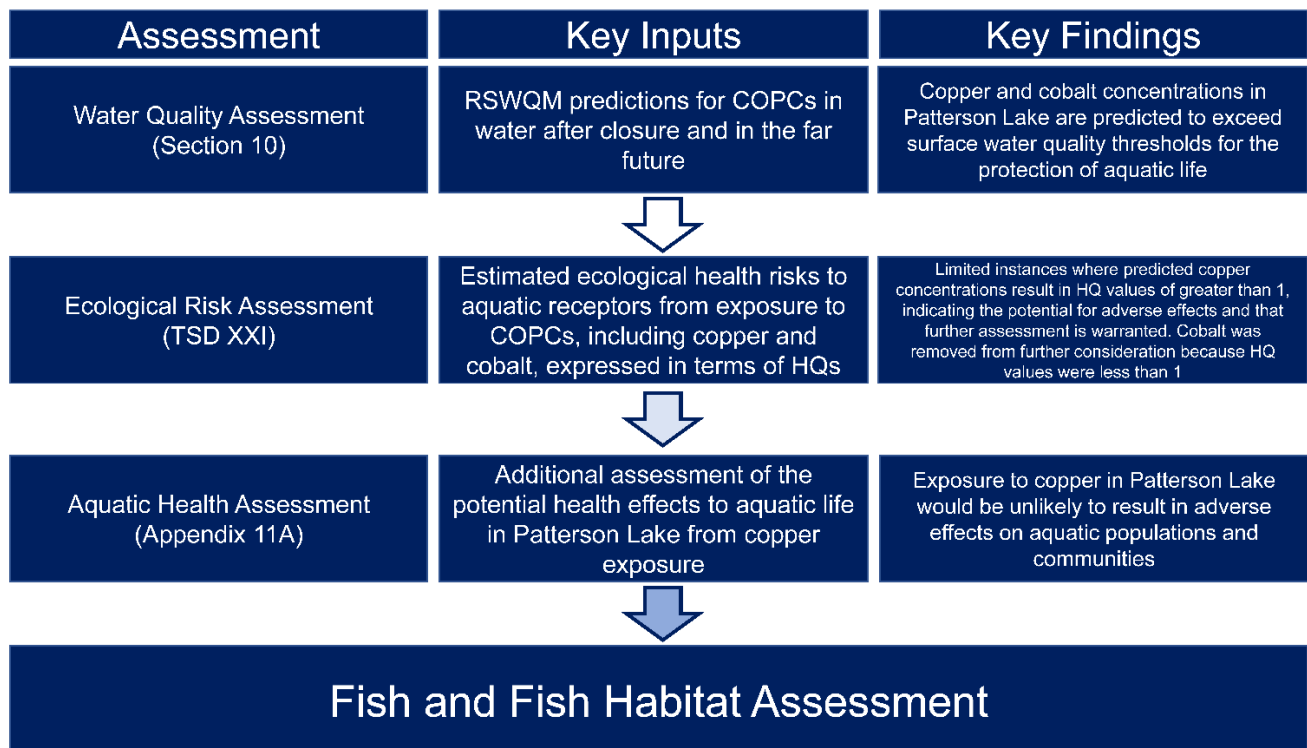 Assessment
Key Inputs
Key Findings
Water Quality Assessment
(Section 10)
RSWQM predictions for COPCs in
water after closure and in the far
future
Copper and cobalt concentrations in
Patterson Lake are predicted to exceed
surface water quality thresholds for the
protection of aquatic life
Ecological Risk Assessment
(TSD XXI)
Estimated ecological health risks to
aquatic receptors from exposure to
COPCs, including copper and
cobalt, expressed in terms of HQs
Limited instances where predicted copper
concentrations result in HQ values of greater than 1,
indicating the potential for adverse effects and that
further assessment is warranted. Cobalt was
removed from further consideration because HQ
values were less than 1
Aquatic Health Assessment
(Appendix 11A)
Additional assessment of the
potential health effects to aquatic life
in Patterson Lake from copper
exposure
Exposure to copper in Patterson Lake
would be unlikely to result in adverse
effects on aquatic populations and
communities
Fish and Fish Habitat Assessment